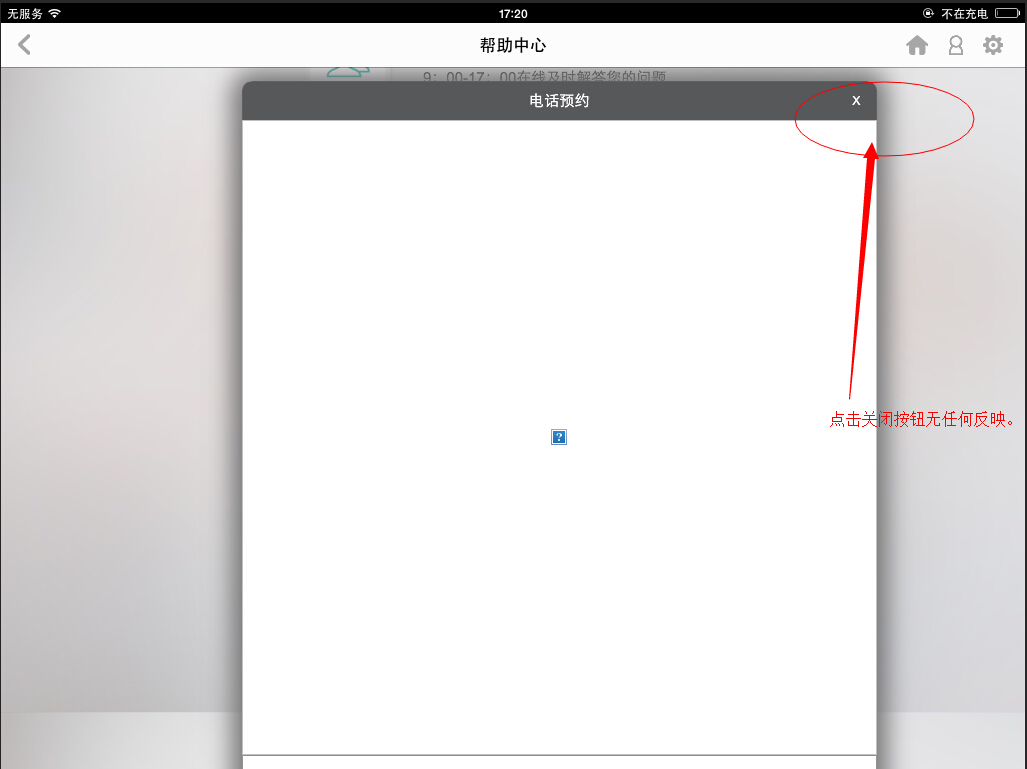 无服务
17:20
不在充电
帮助中心
9：00-17：00在线及时解答您的问题
电话预约
x
?
点击关闭按钮无任何反映。